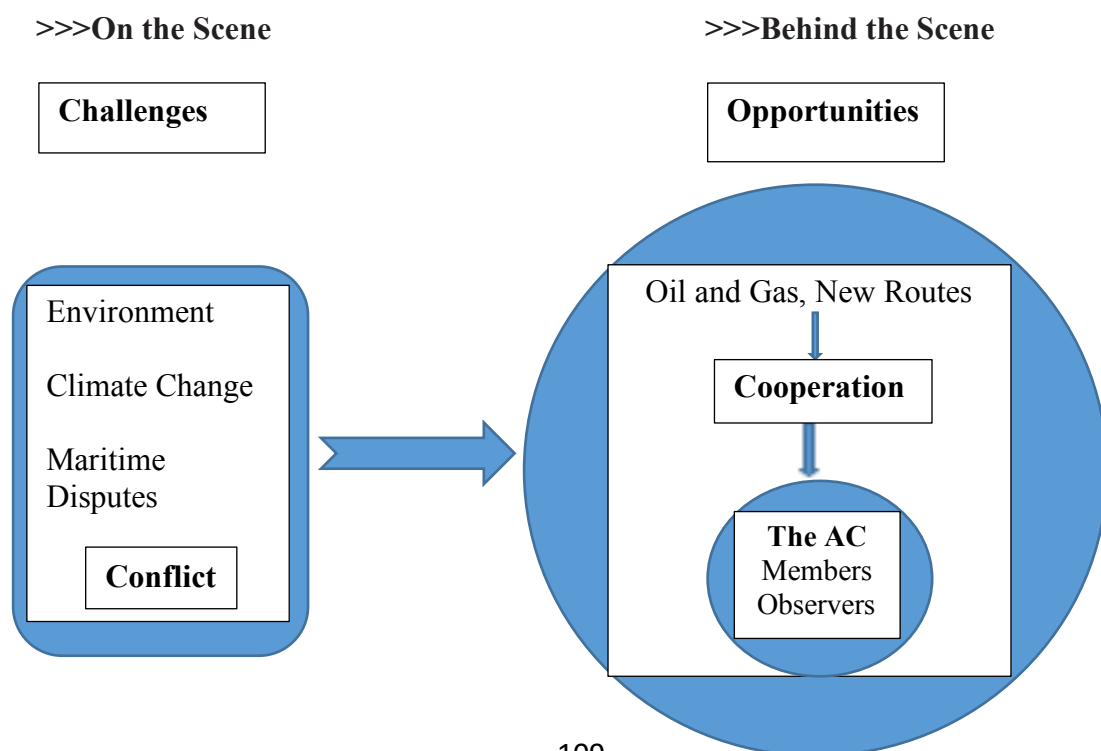 >>>On the Scene
>>>Behind the Scene
Challenges
Opportunities
Environment
Climate Change
Maritime
Disputes
Conflict
Oil and Gas, New Routes
Cooperation
The AC
Members
Observers